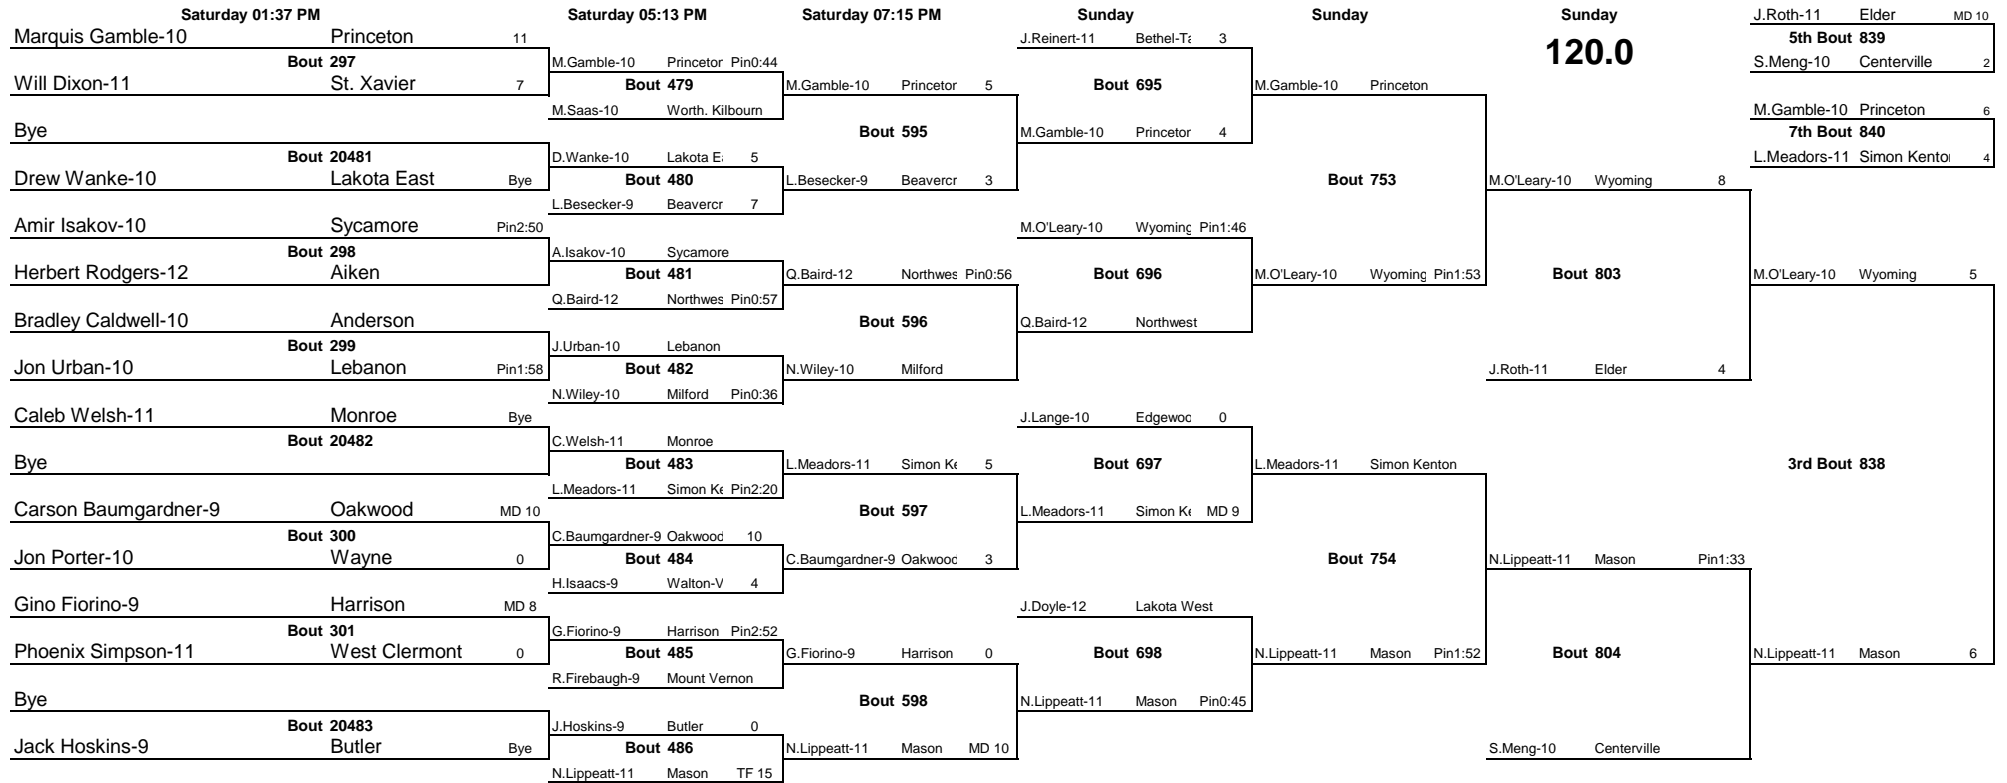 Saturday 01:37 PM Saturday 05:13 PM Saturday 07:15 PM Sunday Sunday Sunday
120.0
Marquis Gamble-10 Princeton 11
Bout 297
Will Dixon-11 St. Xavier 7
Bye
Bout 20481
Drew Wanke-10 Lakota East Bye
Amir Isakov-10 Sycamore Pin2:50
Bout 298
Herbert Rodgers-12 Aiken
Bradley Caldwell-10 Anderson
Bout 299
Jon Urban-10 Lebanon Pin1:58
Caleb Welsh-11 Monroe Bye
Bout 20482
Bye
Carson Baumgardner-9 Oakwood MD 10
Bout 300
Jon Porter-10 Wayne 0
Gino Fiorino-9 Harrison MD 8
Bout 301
Phoenix Simpson-11 West Clermont 0
Bye
Bout 20483
Jack Hoskins-9 Butler Bye
M.Gamble-10 Princetor Pin0:44
Bout 479
M.Saas-10 Worth. Kilbourn
D.Wanke-10 Lakota E 5
Bout 480
L.Besecker-9 Beavercr 7
A.Isakov-10 Sycamore
Bout 481
Q.Baird-12 Northwes Pin0:57
J.Urban-10 Lebanon
Bout 482
N.Wiley-10 Milford Pin0:36
C.Welsh-11 Monroe
Bout 483
L.Meadors-11 Simon Ke Pin2:20
C.Baumgardner-9 Oakwood 10
Bout 484
H.Isaacs-9 Walton-V 4
G.Fiorino-9 Harrison Pin2:52
Bout 485
R.Firebaugh-9 Mount Vernon
J.Hoskins-9 Butler 0
Bout 486
N.Lippeatt-11 Mason TF 15
M.Gamble-10 Princetor 5
Bout 595
L.Besecker-9 Beavercr 3
Q.Baird-12 Northwes Pin0:56
Bout 596
N.Wiley-10 Milford
L.Meadors-11 Simon Ke 5
Bout 597
C.Baumgardner-9 Oakwood 3
G.Fiorino-9 Harrison 0
Bout 598
N.Lippeatt-11 Mason MD 10
J.Reinert-11 Bethel-Ta 3
Bout 695
M.Gamble-10 Princetor 4
M.O'Leary-10 Wyoming Pin1:46
Bout 696
Q.Baird-12 Northwest
J.Lange-10 Edgewood 0
Bout 697
L.Meadors-11 Simon Ke MD 9
J.Doyle-12 Lakota West
Bout 698
N.Lippeatt-11 Mason Pin0:45
M.Gamble-10 Princeton
Bout 753
M.O'Leary-10 Wyoming Pin1:53
L.Meadors-11 Simon Kenton
Bout 754
N.Lippeatt-11 Mason Pin1:52
M.O'Leary-10 Wyoming 8
Bout 803
J.Roth-11 Elder 4
N.Lippeatt-11 Mason Pin1:33
Bout 804
S.Meng-10 Centerville
J.Roth-11 Elder MD 10
5th Bout 839
S.Meng-10 Centerville 2
M.Gamble-10 Princeton 6
7th Bout 840
L.Meadors-11 Simon Kento 4
M.O'Leary-10 Wyoming 5
3rd Bout 838
N.Lippeatt-11 Mason 6